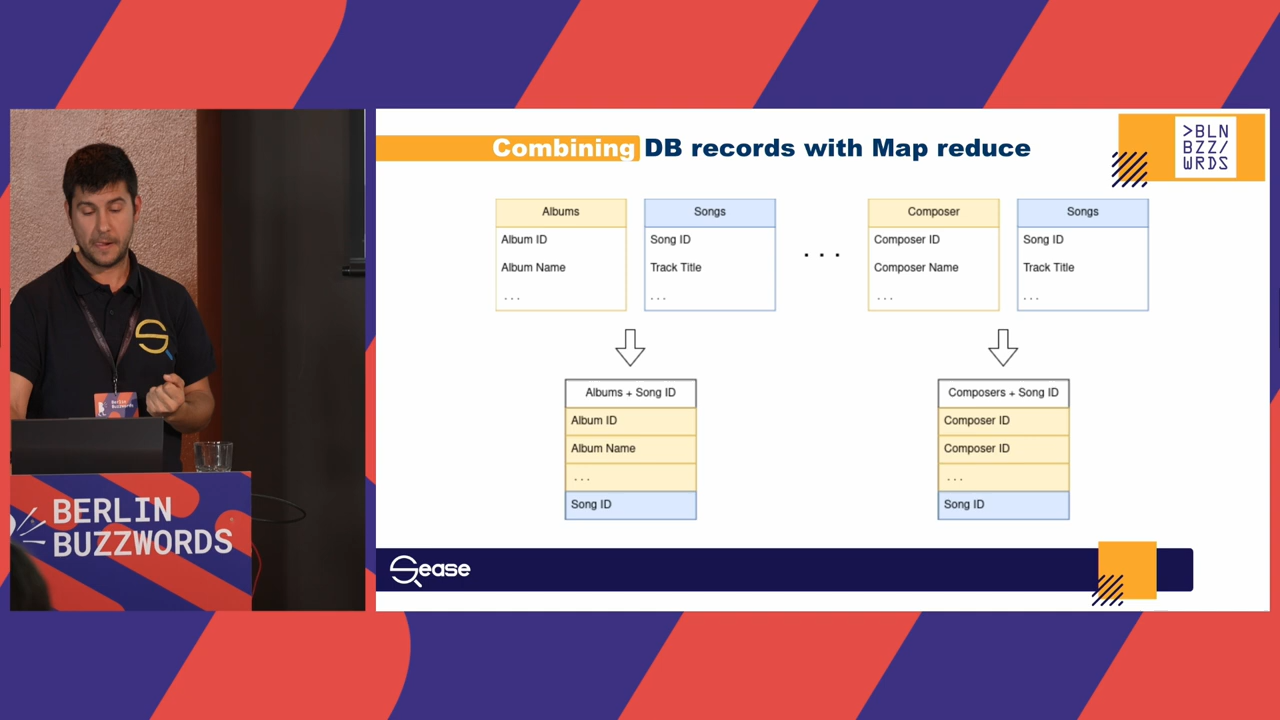 Combining DB records with Map reduce
>BLN
BZZ/
WRDS
Albums
Album ID
Album Name
...
Songs
Song ID
Track Title
...
...
Composer
Composer ID
Composer Name
...
Songs
Song ID
Track Title
...
Albums + Song ID
Album ID
Album Name
...
Song ID
Composers + Song ID
Composer ID
Composer ID
...
Song ID
Sease
Berlin
Buzzwords
BERLIN
BUZZWORDS